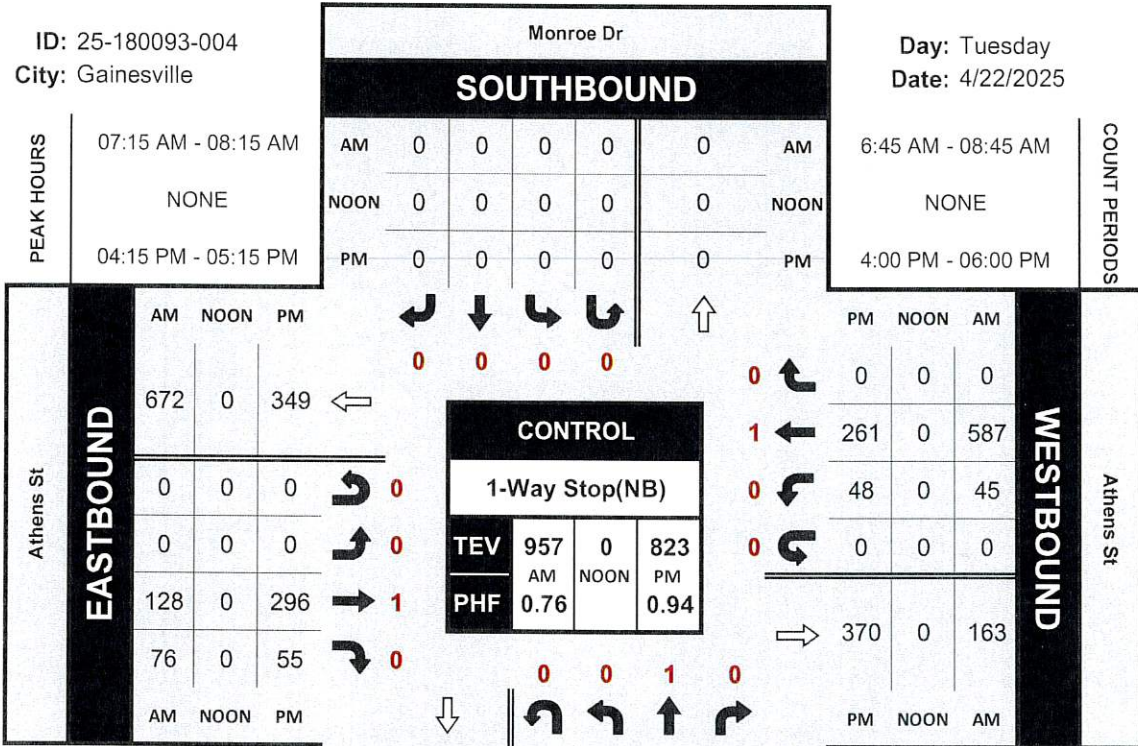 ID: 25-180093-004
City: Gainesville
Monroe Dr
SOUTHBOUND
Day: Tuesday
Date: 4/22/2025
PEAK HOURS
07:15 AM - 08:15 AM
NONE
04:15 PM - 05:15 PM
AM 0 0 0 0 0 AM
NOON 0 0 0 0 0 NOON
PM 0 0 0 0 0 PM
6:45 AM - 08:45 AM
NONE
4:00 PM - 06:00 PM
COUNT PERIODS
0 0 0 0
Athens St
EASTBOUND
AM NOON PM
672 0 349
0 0 0 0
0 0 0 0
128 0 296 1
76 0 55 0
AM NOON PM
CONTROL
1-Way Stop(NB)
TEV 957 0 823
AM NOON PM
PHF 0.76 0.94
PM NOON AM
0 0 0 0
1 261 0 587
0 48 0 45
0 0 0 0
370 0 163
PM NOON AM
WESTBOUND
Athens St
0 0 1 0